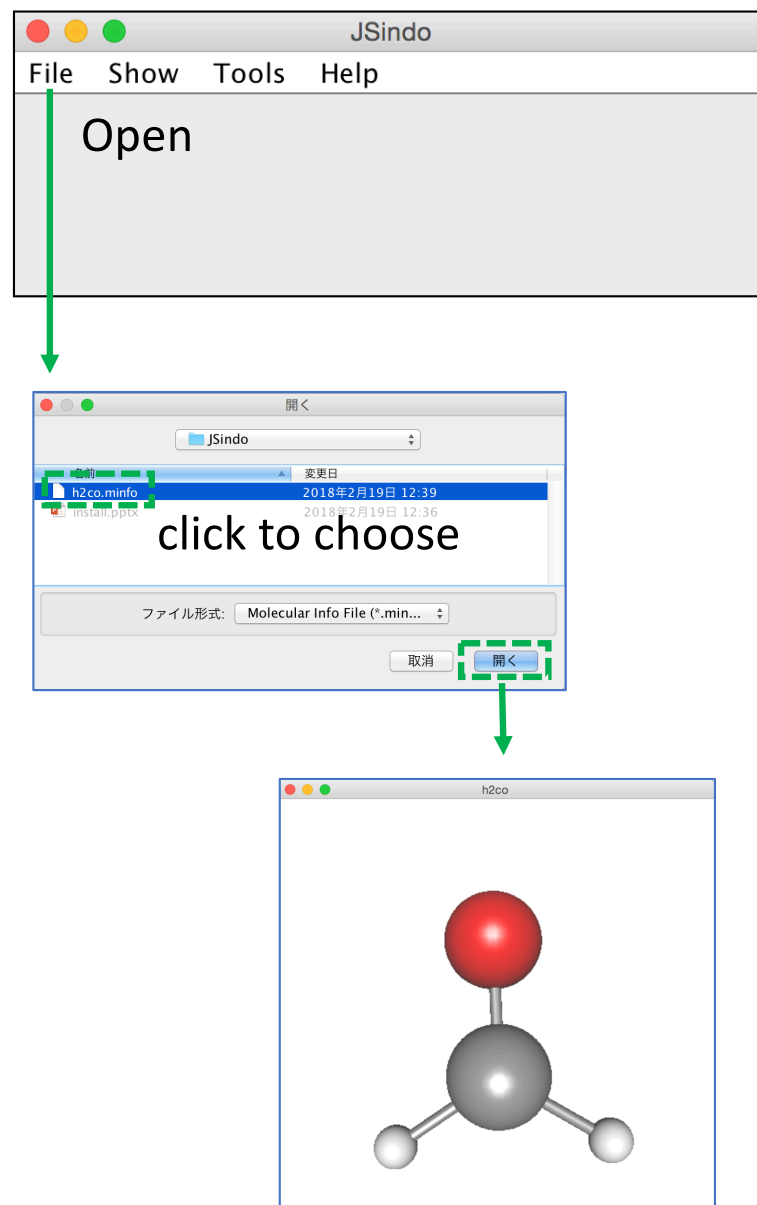 JSindo
File Show Tools Help
Open
開く
JSindo
名前 変更日
h2co.minfo 2018年2月19日 12:39
install.pptx 2018年2月19日 12:36
click to choose
ファイル形式: Molecular Info File (*.min...
取消 開く
h2co